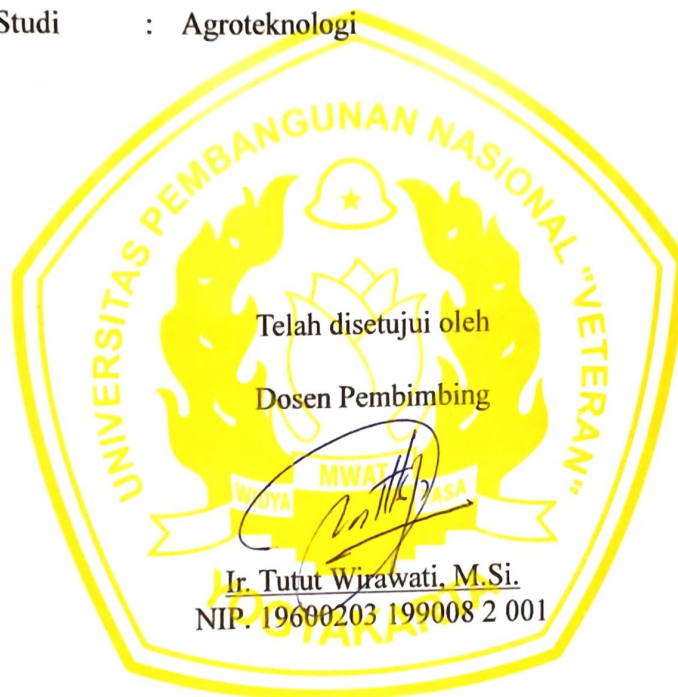 Studi : Agroteknologi
UNIVERSITAS PEMBANGUNAN NASIONAL "VETERAN"
Telah disetujui oleh
Dosen Pembimbing
WIDYA MWAT YASA
Ir. Tutut Wirawati, M.Si.
NIP. 19600203 199008 2 001
YOGYAKARTA